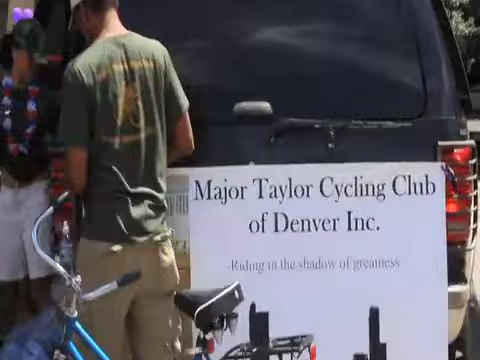 Major Taylor Cycling Club
of Denver Inc.
-Riding in the shadow of greatness